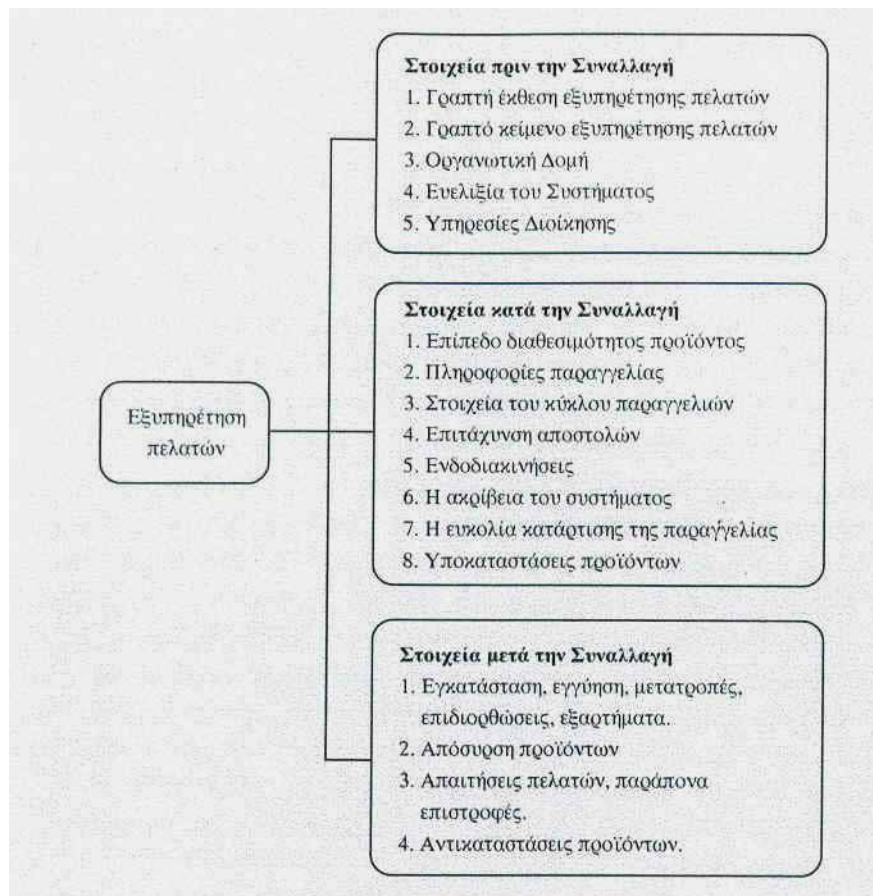 Στοιχεία πριν την Συναλλαγή
1. Γραπτή έκθεση εξυπηρέτησης πελατών
2. Γραπτό κείμενο εξυπηρέτησης πελατών
3. Οργανωτική Δομή
4. Ευελιξία του Συστήματος
5. Υπηρεσίες Διοίκησης
Εξυπηρέτηση
πελατών
Στοιχεία κατά την Συναλλαγή
1. Επίπεδο διαθεσιμότητος προϊόντος
2. Πληροφορίες παραγγελίας
3. Στοιχεία του κύκλου παραγγελιών
4. Επιτάχυνση αποστολών
5. Ενδοδιακινήσεις
6. Η ακρίβεια του συστήματος
7. Η ευκολία κατάρτισης της παραγγελίας
8. Υποκαταστάσεις προϊόντων
Στοιχεία μετά την Συναλλαγή
1. Εγκατάσταση, εγγύηση, μετατροπές,
επιδιορθώσεις, εξαρτήματα.
2. Απόσυρση προϊόντων
3. Απαιτήσεις πελατών, παράπονα
επιστροφές.
4. Αντικαταστάσεις προϊόντων.